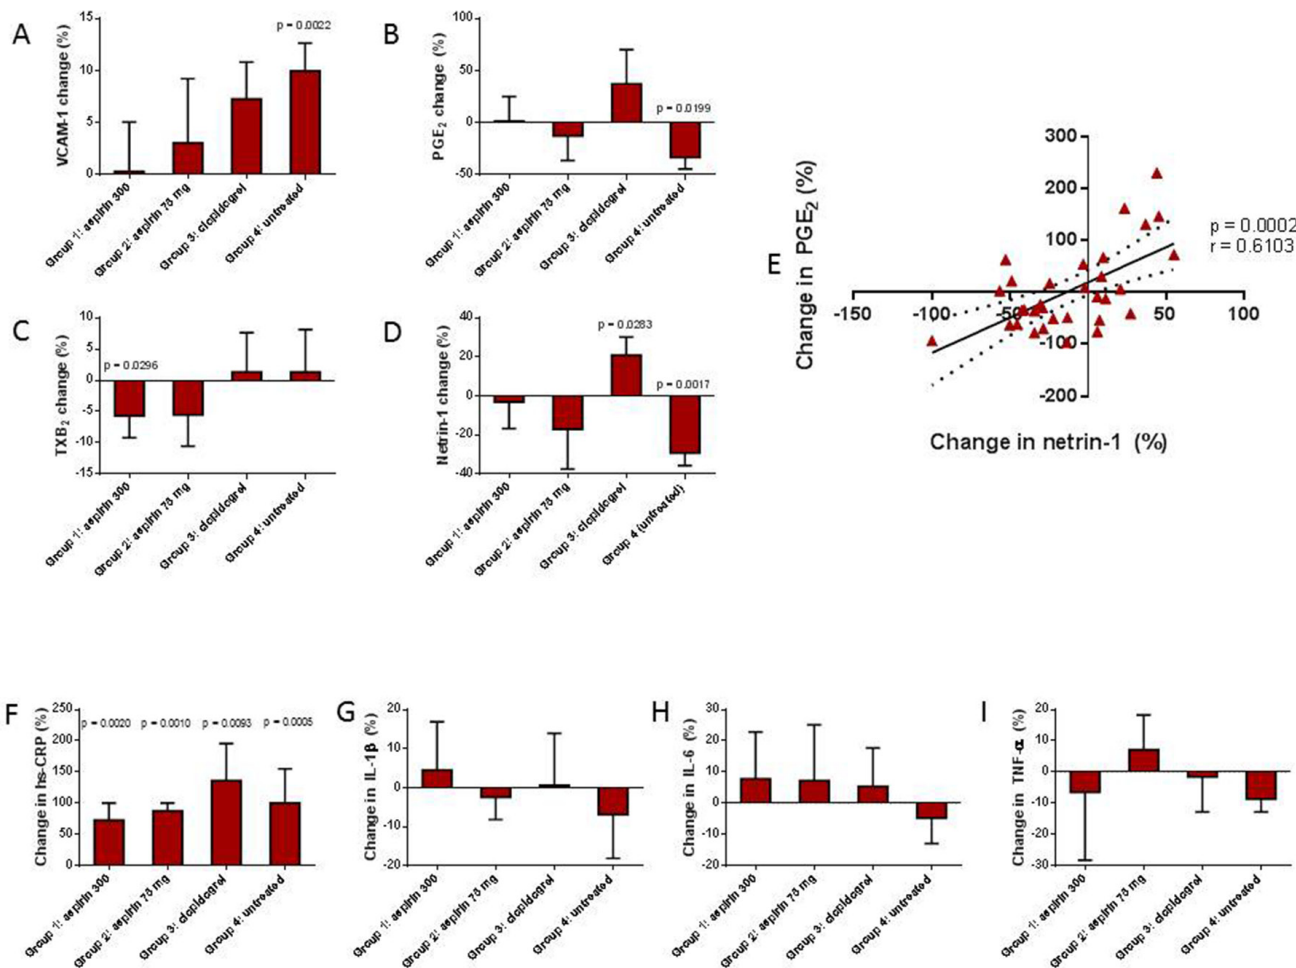 A
VCAM-1 change (%)
15
10
5
0
p = 0.0022
Group 1: aspirin 300
Group 2: aspirin 75 mg
Group 3: clopidogrel
Group 4: untreated
B
PGE2 change (%)
100
50
0
-50
p = 0.0199
Group 1: aspirin 300
Group 2: aspirin 75 mg
Group 3: clopidogrel
Group 4: untreated
C
TXB2 change (%)
10
5
0
-5
-10
-15
p = 0.0296
Group 1: aspirin 300
Group 2: aspirin 75 mg
Group 3: clopidogrel
Group 4: untreated
D
Netrin-1 change (%)
40
20
0
-20
-40
p = 0.0283
p = 0.0017
Group 1: aspirin 300
Group 2: aspirin 75 mg
Group 3: clopidogrel
Group 4 (untreated)
E
Change in PGE2 (%)
300
200
100
-100
-200
-150
-100
-50
50
100
p = 0.0002
r = 0.6103
Change in netrin-1 (%)
F
Change in hs-CRP (%)
250
200
150
100
50
0
p = 0.0020
p = 0.0010
p = 0.0093
p = 0.0005
Group 1: aspirin 300
Group 2: aspirin 75 mg
Group 3: clopidogrel
Group 4: untreated
G
Change in IL-1β (%)
20
10
0
-10
-20
Group 1: aspirin 300
Group 2: aspirin 75 mg
Group 3: clopidogrel
Group 4: untreated
H
Change in IL-6 (%)
30
20
10
0
-10
-20
Group 1: aspirin 300
Group 2: aspirin 75 mg
Group 3: clopidogrel
Group 4: untreated
I
Change in TNF-α (%)
20
10
0
-10
-20
-30
Group 1: aspirin 300
Group 2: aspirin 75 mg
Group 3: clopidogrel
Group 4: untreated